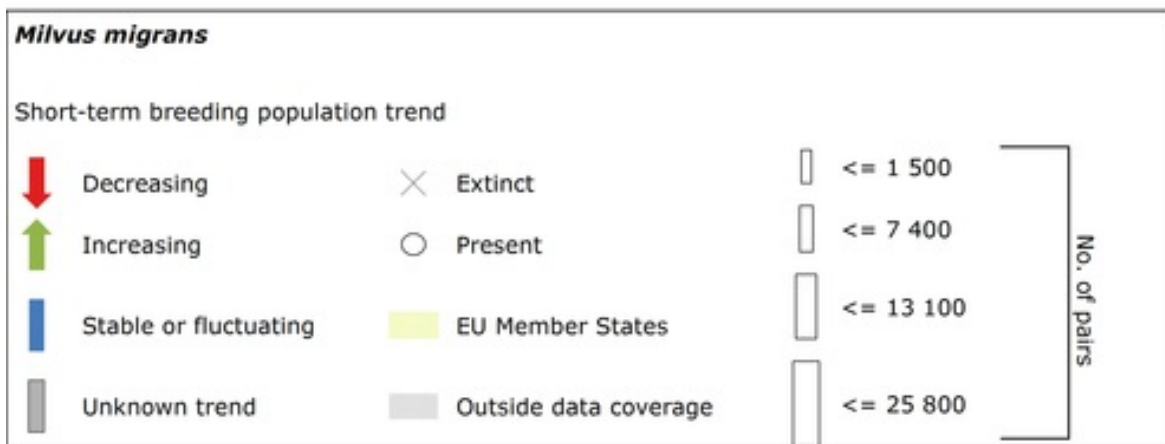 Milvus migrans
Short-term breeding population trend
Decreasing
Extinct
<= 1 500
Increasing
Present
<= 7 400
Stable or fluctuating
EU Member States
<= 13 100
Unknown trend
Outside data coverage
<= 25 800
No. of pairs